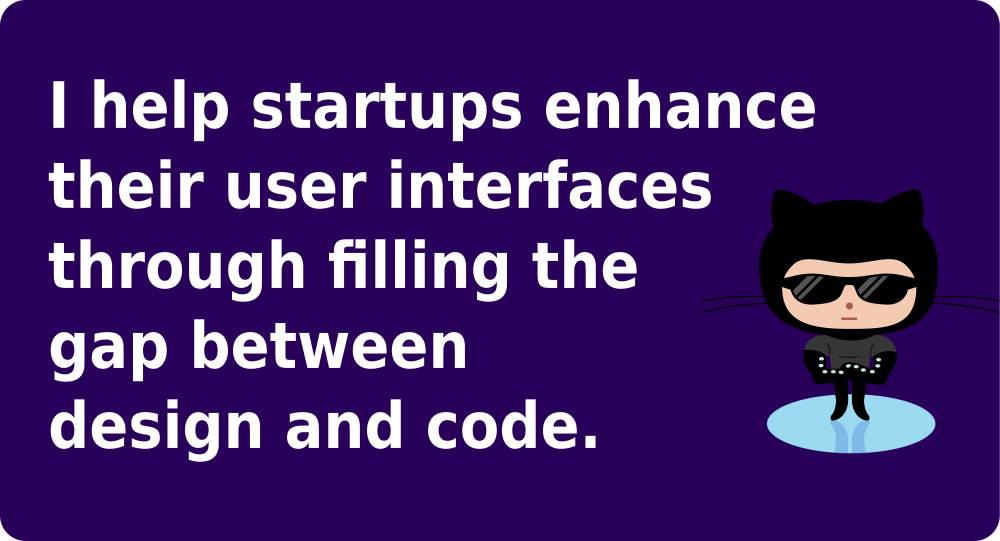 I help startups enhance
their user interfaces
through filling the
gap between
design and code.